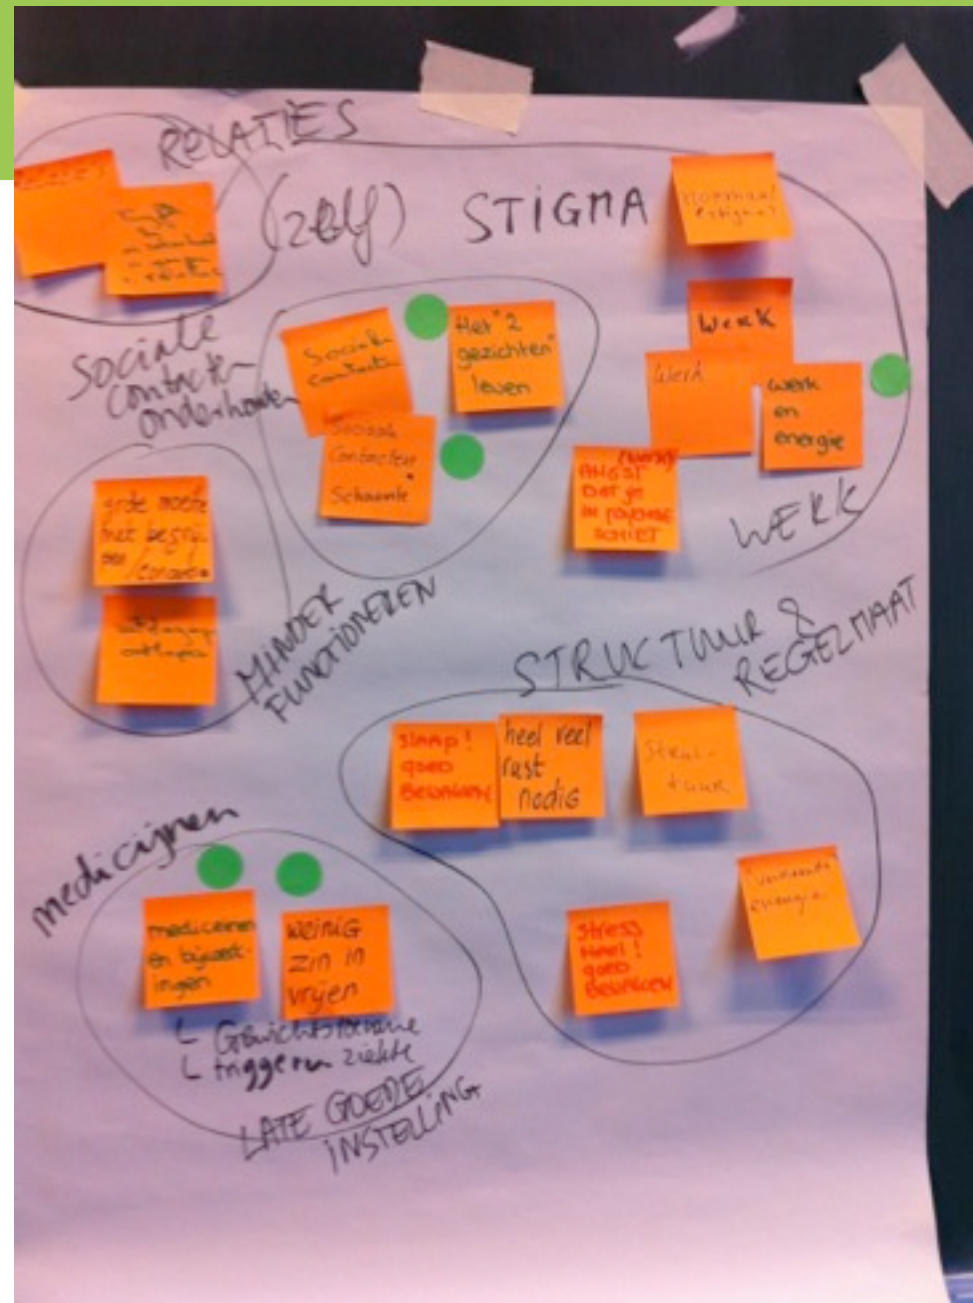 RELATIES
(zelf) STIGMA
Sociale
contacten
onderhouden
Sociale
contacten
Het "2
gezichten"
leven
Sociale
Contacten
Schaamte
Werk
Werk
werk
en
energie
(werk)
ANGST
Dat je
in psychose
schiet
WERK
MINDER
FUNCTIONEREN
STRUCTUUR &
REGELMAAT
slaap!
goed
BEWAKEN
heel veel
rust
nodig
Struc-
tuur
energie
Stress
Heel!
goed
BEWAKEN
medicijnen
medicijnen
en bijwerk-
ingen
weinig
zin in
vrijen
Gewichtstoename
triggeren ziekte
LATE GOEDE
INSTELLING